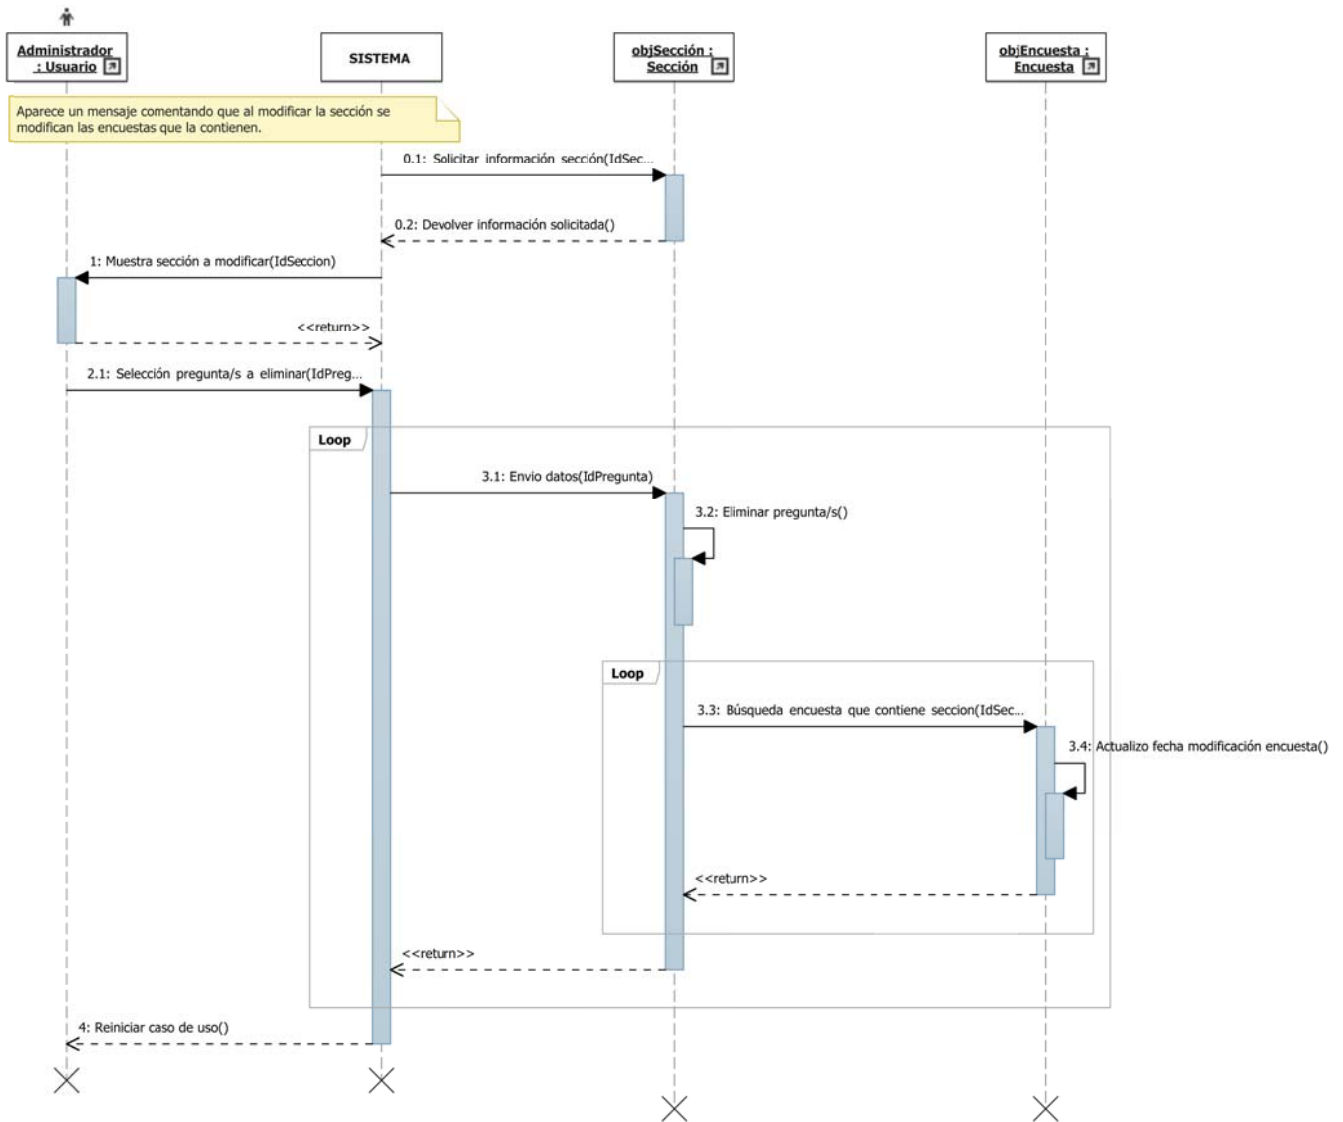 Administrador
: Usuario
SISTEMA
objSección :
Sección
objEncuesta :
Encuesta
Aparece un mensaje comentando que al modificar la sección se
modifican las encuestas que la contienen.
0.1: Solicitar información sección(IdSec...
0.2: Devolver información solicitada()
1: Muestra sección a modificar(IdSeccion)
<<return>>
2.1: Selección pregunta/s a eliminar(IdPreg...
Loop
3.1: Envio datos(IdPregunta)
3.2: Eliminar pregunta/s()
Loop
3.3: Búsqueda encuesta que contiene seccion(IdSec...
3.4: Actualizo fecha modificación encuesta()
<<return>>
<<return>>
4: Reiniciar caso de uso()